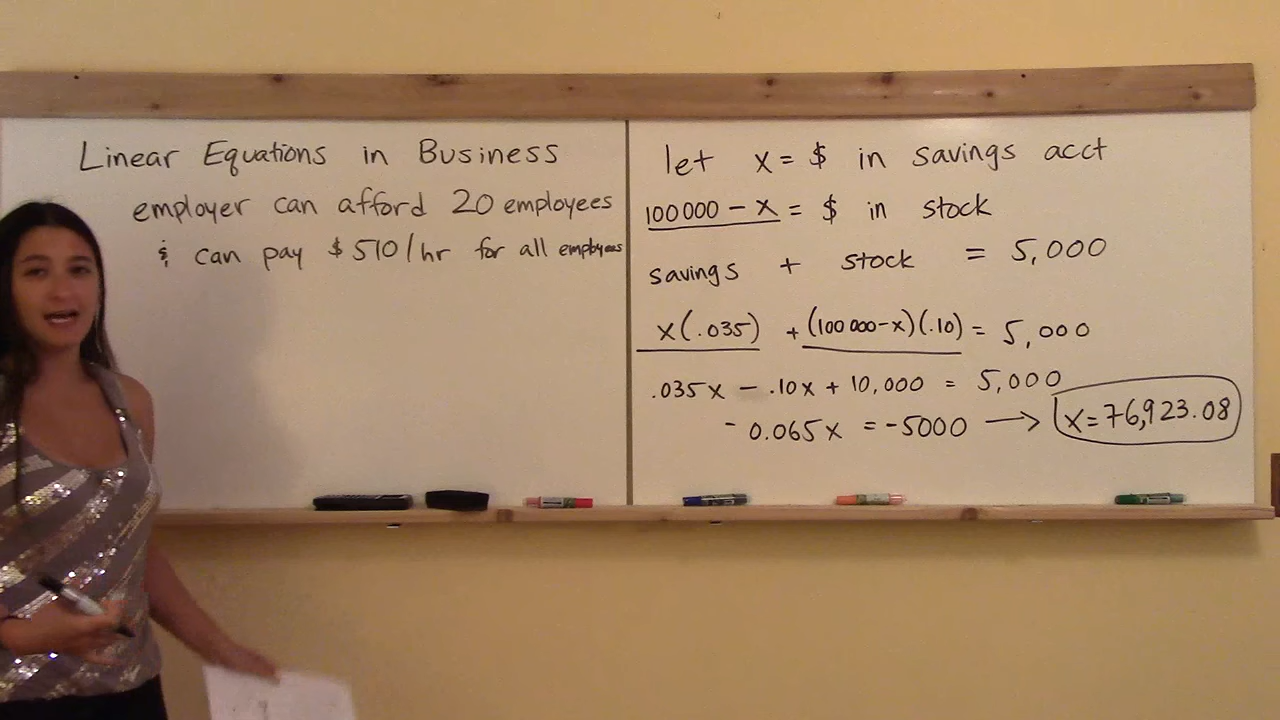 Linear Equations in Business
employer can afford 20 employees
& can pay $510/hr for all employees
let x = $ in savings acct
100000 - x = $ in stock
savings + stock = 5,000
x(.035) + (100000-x)(.10) = 5,000
.035x - .10x + 10,000 = 5,000
- 0.065x = -5000 → x=76,923.08